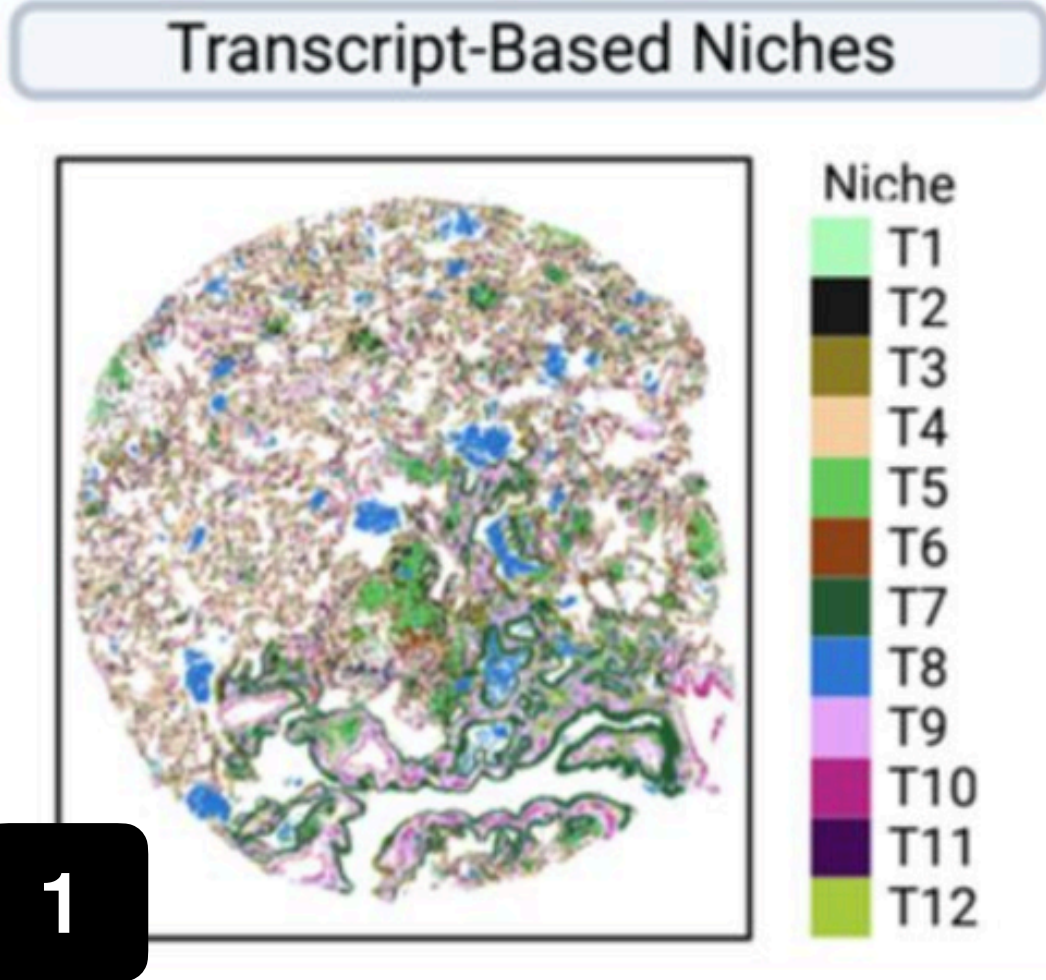 Transcript-Based Niches
Niche
T1
T2
T3
T4
T5
T6
T7
T8
T9
T10
T11
T12
1